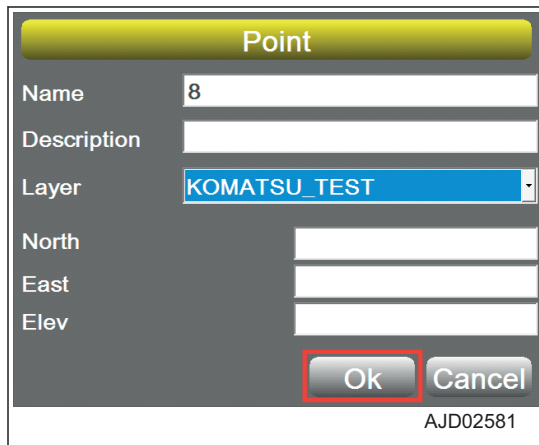 Point
Name 8
Description
Layer KOMATSU_TEST
North
East
Elev
Ok Cancel
AJD02581